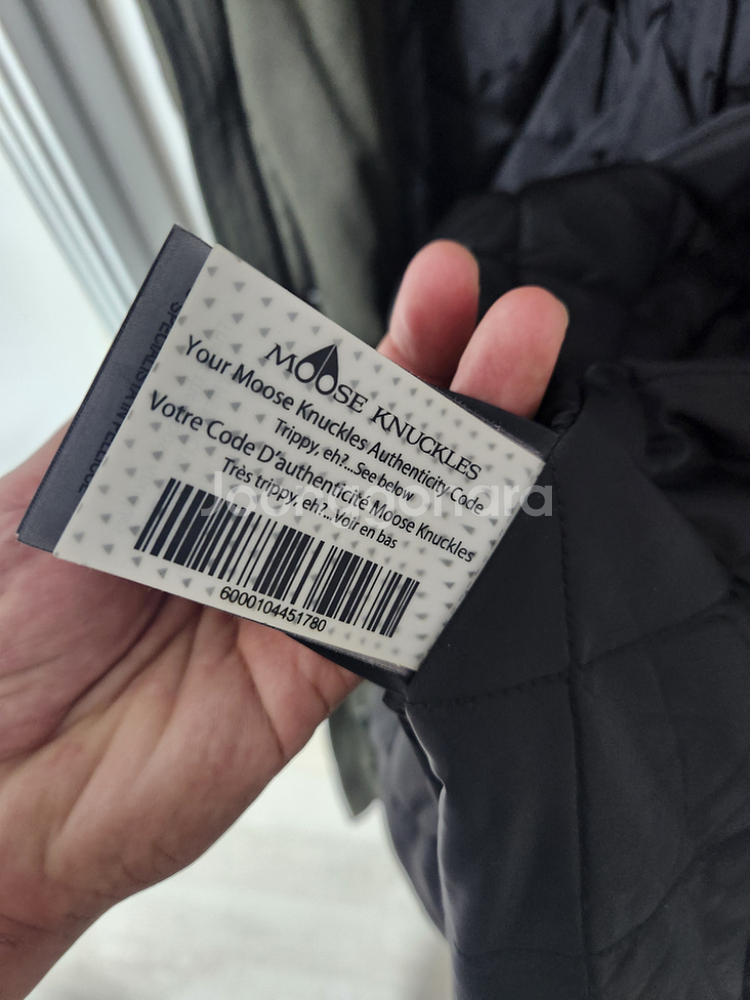 MOOSE KNUCKLES
Your Moose Knuckles Authenticity Code
Trippy, eh?...See below
Votre Code D'authenticité Moose Knuckles
Très trippy, eh?...Voir en bas
6000104451780
Joongonara